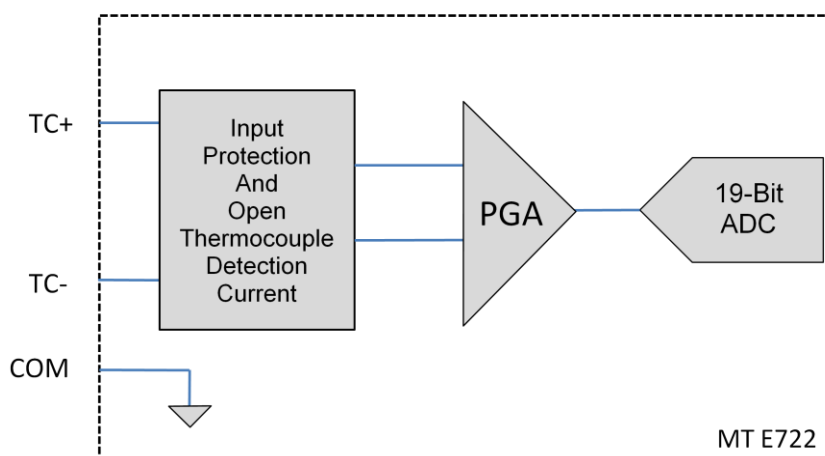 TC+
Input
Protection
And
Open
Thermocouple
Detection
Current
PGA
19-Bit
ADC
TC-
COM
MT E722